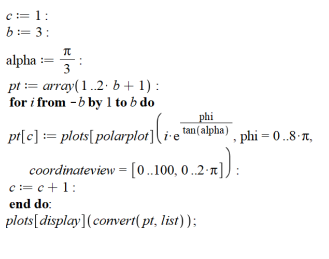 c := 1 :
b := 3 :
alpha := π/3 :
pt := array(1 ..2· b + 1) :
for i from −b by 1 to b do
pt[c] := plots[polarplot](i·e^(phi/tan(alpha)), phi = 0 ..8·π,
coordinateview = [0 ..100, 0 ..2·π]) :
c := c + 1 :
end do:
plots[display](convert(pt, list));